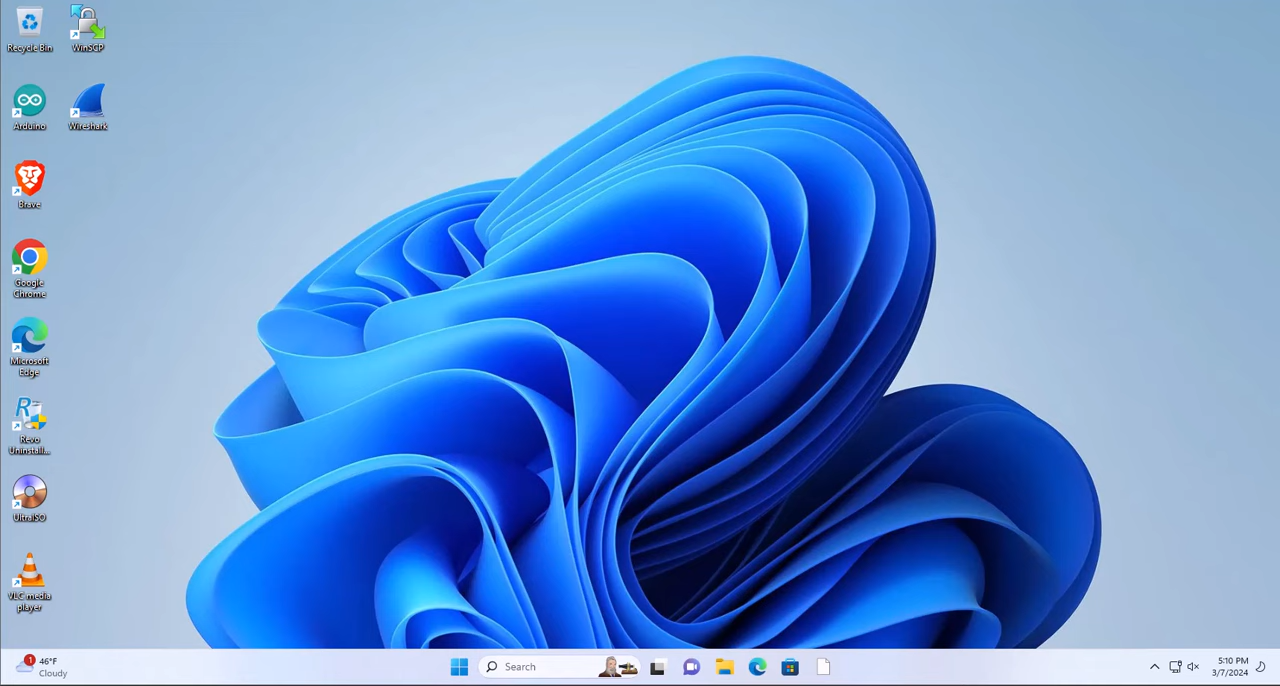 Recycle Bin
WinSCP
Arduino
Wireshark
Brave
Google
Chrome
Microsoft
Edge
Revo
Uninstall...
UltraISO
VLC media
player
1
46°F
Cloudy
Search
5:10 PM
3/7/2024